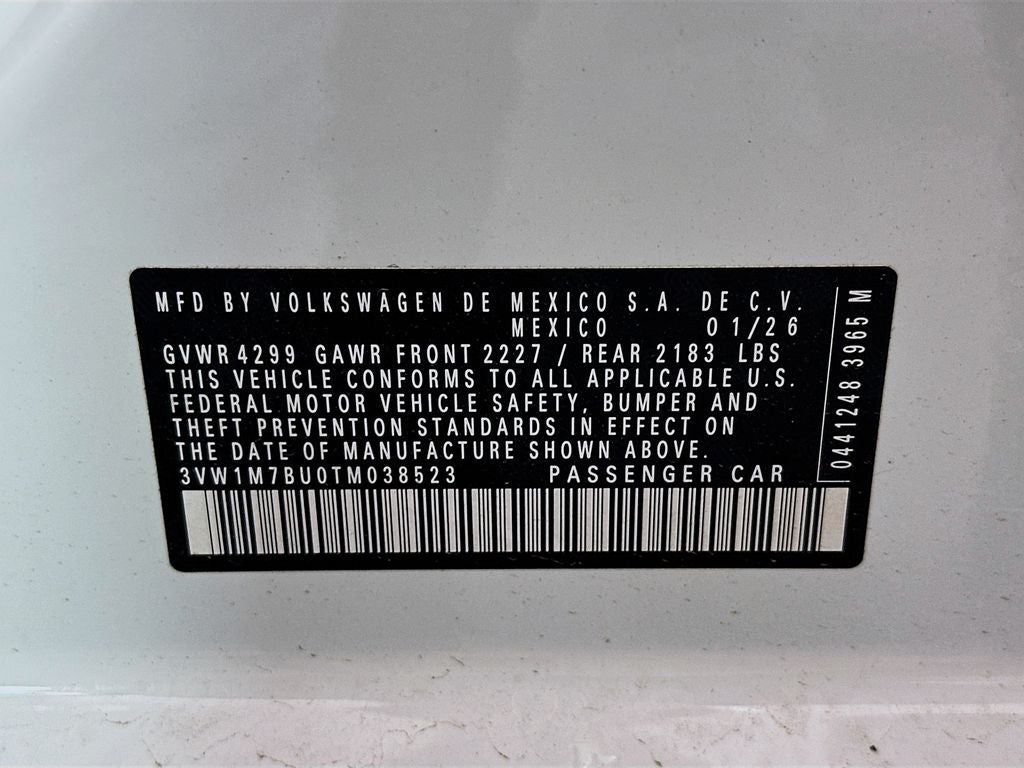 MFD BY VOLKSWAGEN DE MEXICO S.A. DE C.V.
MEXICO 01/26
GVWR 4299 GAWR FRONT 2227 / REAR 2183 LBS
THIS VEHICLE CONFORMS TO ALL APPLICABLE U.S.
FEDERAL MOTOR VEHICLE SAFETY, BUMPER AND
THEFT PREVENTION STANDARDS IN EFFECT ON
THE DATE OF MANUFACTURE SHOWN ABOVE.
3VW1M7BU0TM038523 PASSENGER CAR
0441248 3965 M